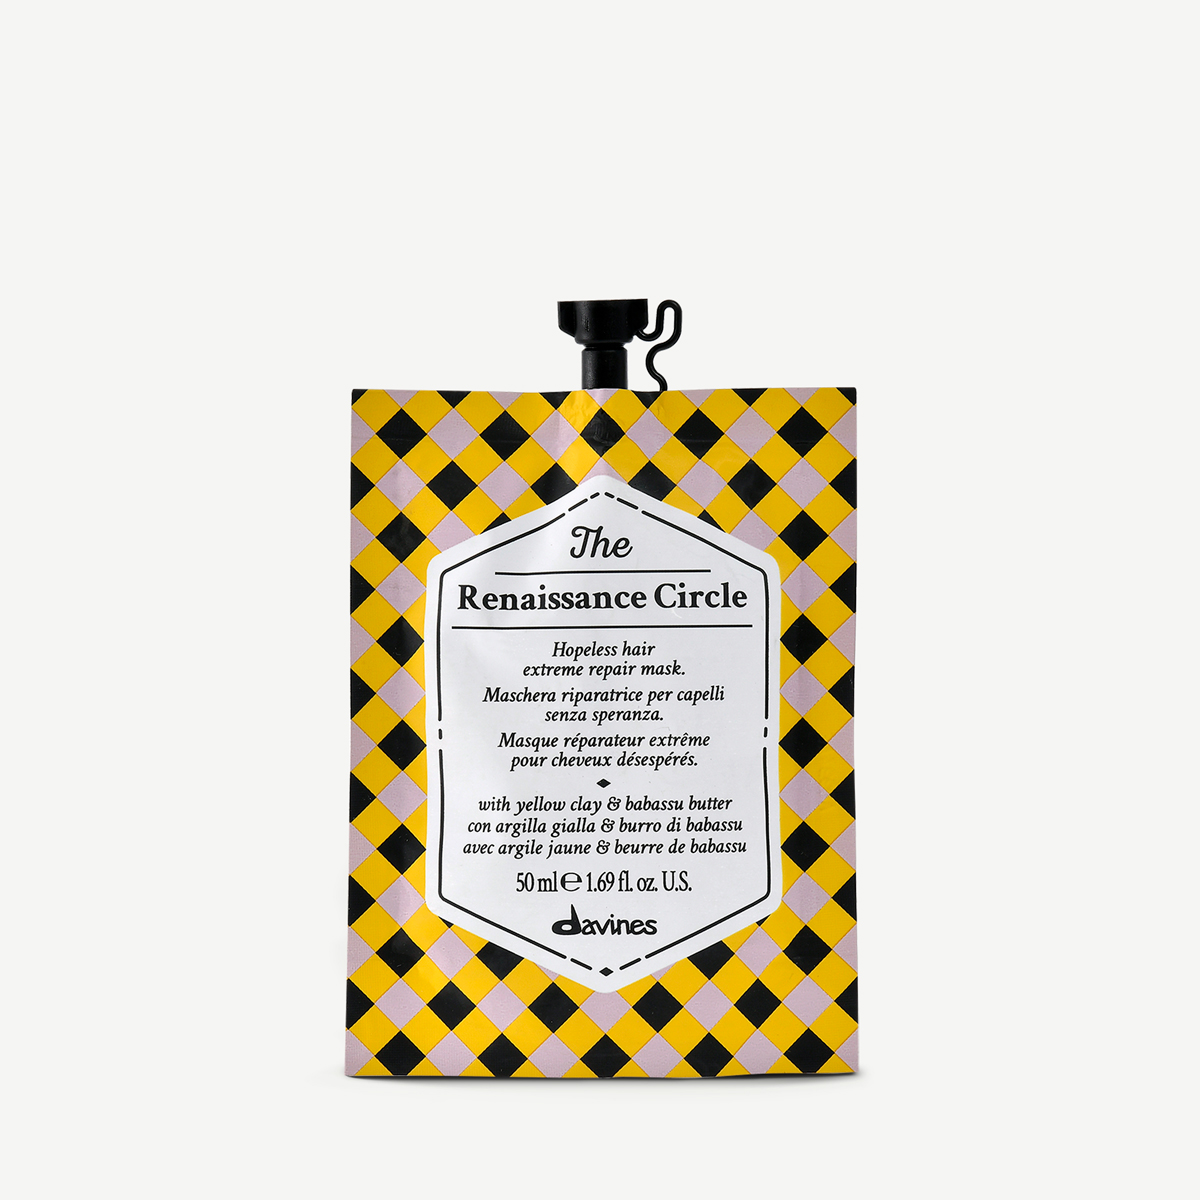 The
Renaissance Circle
Hopeless hair
extreme repair mask.
Maschera riparatrice per capelli
senza speranza.
Masque réparateur extrême
pour cheveux désespérés.
with yellow clay & babassu butter
con argilla gialla & burro di babassu
avec argile jaune & beurre de babassu
50 ml ℮ 1.69 fl. oz. U.S.
davines